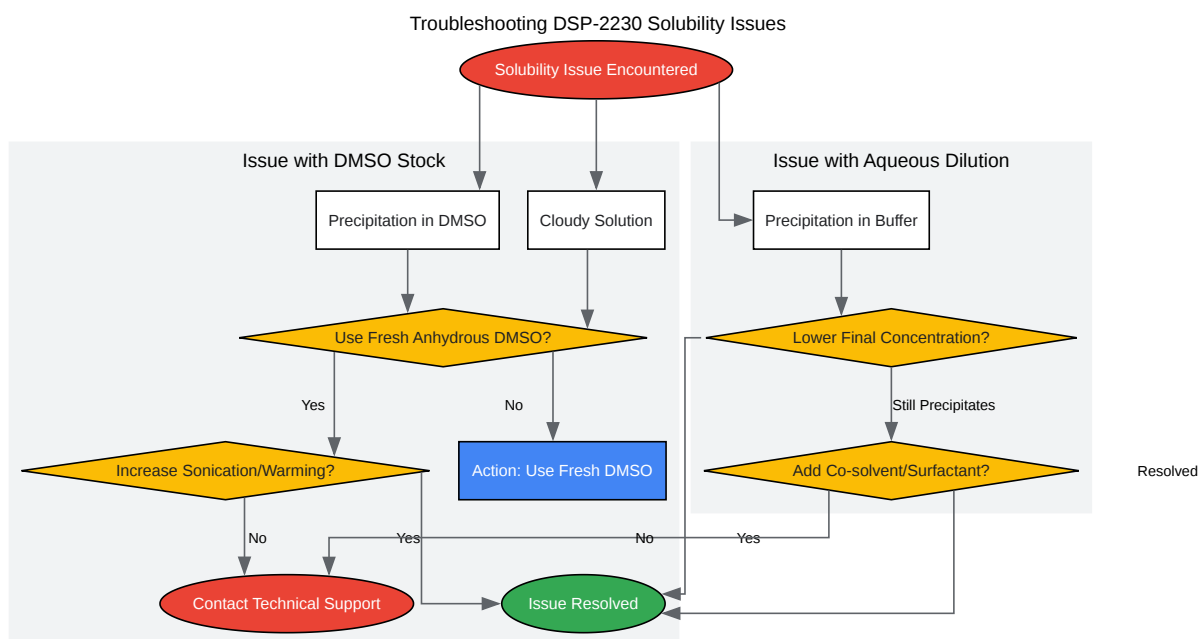 Troubleshooting DSP-2230 Solubility Issues
Solubility Issue Encountered
Issue with DMSO Stock
Issue with Aqueous Dilution
Precipitation in DMSO
Cloudy Solution
Precipitation in Buffer
Use Fresh Anhydrous DMSO?
Lower Final Concentration?
Yes
No
Still Precipitates
Increase Sonication/Warming?
Action: Use Fresh DMSO
Add Co-solvent/Surfactant?
Resolved
No
Yes
No
Yes
Contact Technical Support
Issue Resolved